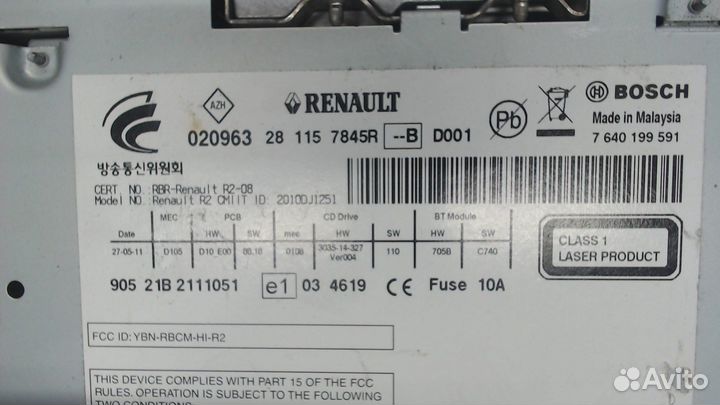 AZH
RENAULT
BOSCH
Made in Malaysia
020963 28 115 7845R --B D001
Pb
7 640 199 591
방송통신위원회
CERT. NO.:RBR-Renault R2-08
Model NO.:Renault R2 CMIIT ID: 2010DJ1251
MEC PCB CD Drive BT Module
Date HW SW mec HW SW HW SW
27-05-11 D105 D10 E00 0106 3035-14-327 110 705B C740
Ver004
CLASS 1
LASER PRODUCT
905 21B 2111051 e1 03 4619 CE Fuse 10A
FCC ID: YBN-RBCM-HI-R2
THIS DEVICE COMPLIES WITH PART 15 OF THE FCC
RULES. OPERATION IS SUBJECT TO THE FOLLOWING
TWO CONDITIONS:
Avito